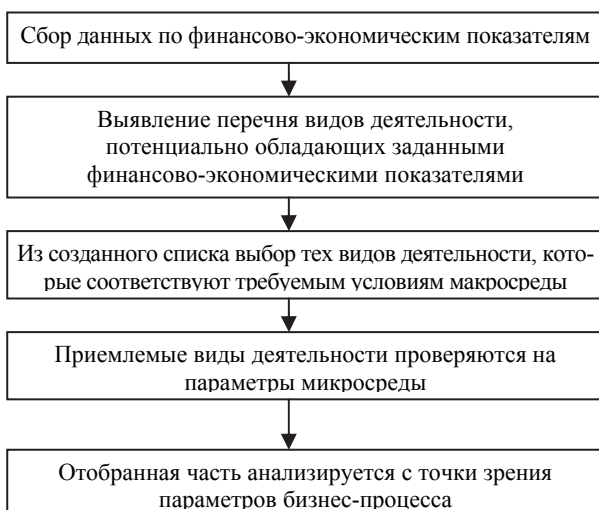 Сбор данных по финансово-экономическим показателям
Выявление перечня видов деятельности,
потенциально обладающих заданными
финансово-экономическими показателями
Из созданного списка выбор тех видов деятельности, кото-
рые соответствуют требуемым условиям макросреды
Приемлемые виды деятельности проверяются на
параметры микросреды
Отобранная часть анализируется с точки зрения
параметров бизнес-процесса